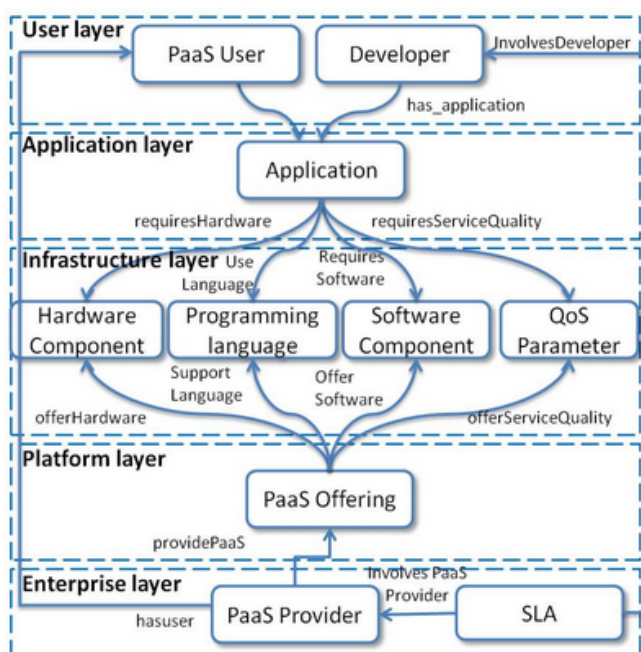 User layer
PaaS User
Developer
InvolvesDeveloper
has_application
Application layer
Application
requiresHardware
requiresServiceQuality
Infrastructure layer
Use
Language
Requires
Software
Hardware
Component
Programming
language
Software
Component
QoS
Parameter
Support
Language
Offer
Software
offerHardware
offerServiceQuality
Platform layer
PaaS Offering
providePaaS
Enterprise layer
Involves PaaS
Provider
hasuser
PaaS Provider
SLA